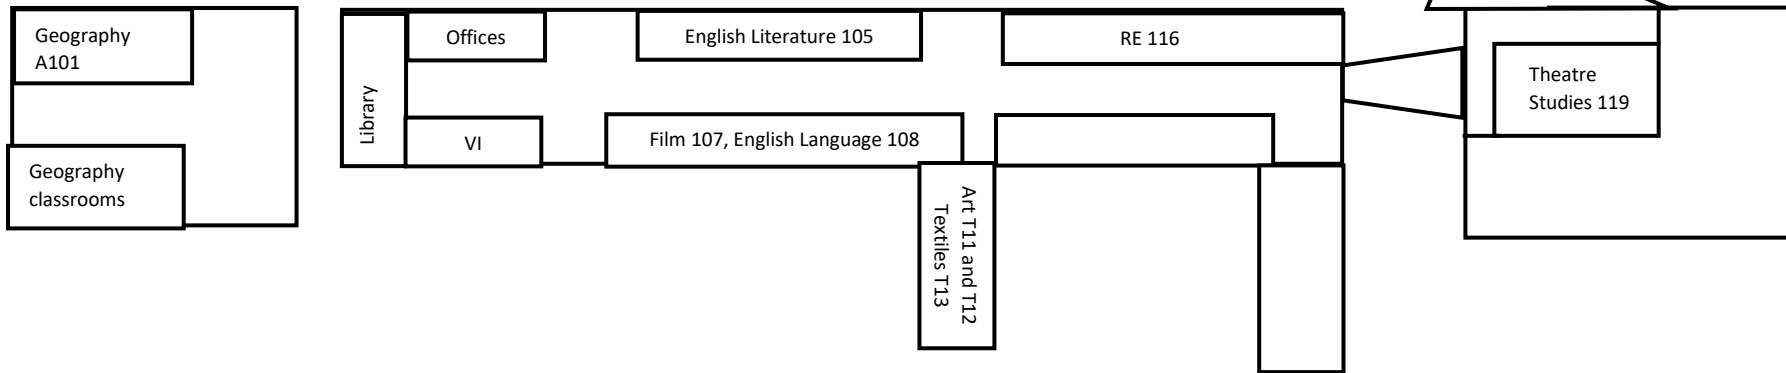 Geography
A101
Offices
English Literature 105
RE 116
Theatre
Studies 119
Library
VI
Film 107, English Language 108
Geography
classrooms
Art T11 and T12
Textiles T13